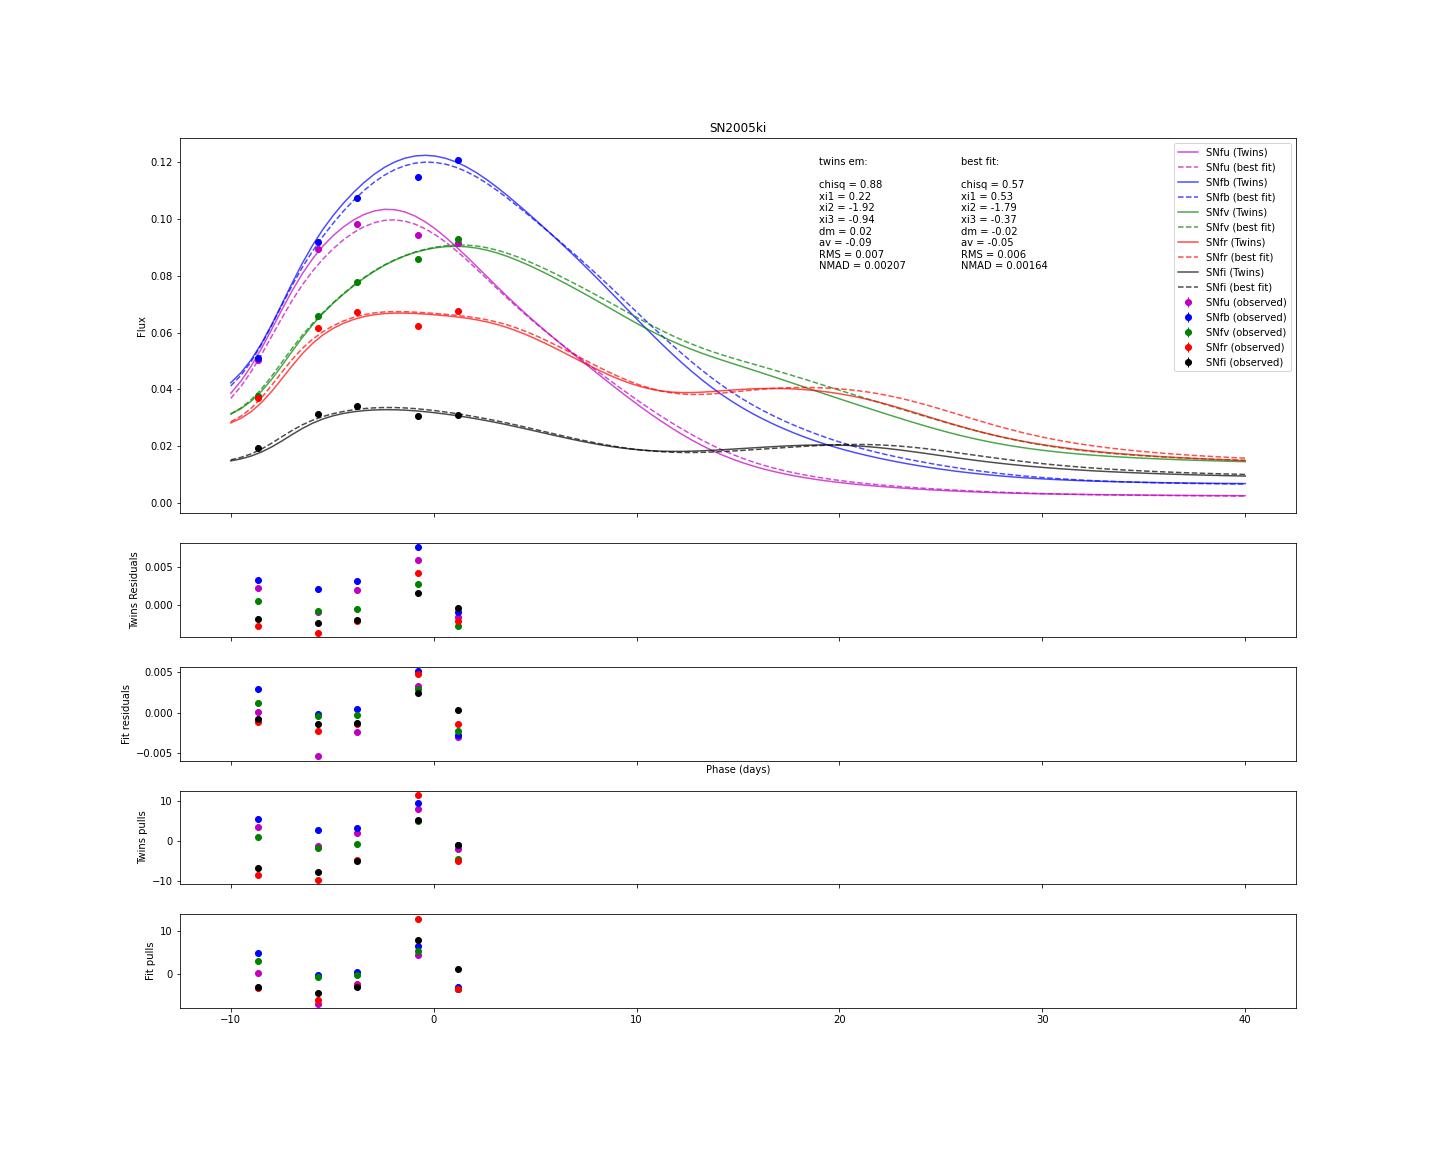 SN2005ki
Flux
0.12
0.10
0.08
0.06
0.04
0.02
0.00
twins em:
chisq = 0.88
xi1 = 0.22
xi2 = -1.92
xi3 = -0.94
dm = 0.02
av = -0.09
RMS = 0.007
NMAD = 0.00207
best fit:
chisq = 0.57
xi1 = 0.53
xi2 = -1.79
xi3 = -0.37
dm = -0.02
av = -0.05
RMS = 0.006
NMAD = 0.00164
SNfu (Twins)
SNfu (best fit)
SNfb (Twins)
SNfb (best fit)
SNfv (Twins)
SNfv (best fit)
SNfr (Twins)
SNfr (best fit)
SNfi (Twins)
SNfi (best fit)
SNfu (observed)
SNfb (observed)
SNfv (observed)
SNfr (observed)
SNfi (observed)
Twins Residuals
0.005
0.000
Fit residuals
0.005
0.000
−0.005
Phase (days)
Twins pulls
10
0
−10
Fit pulls
10
0
−10 0 10 20 30 40